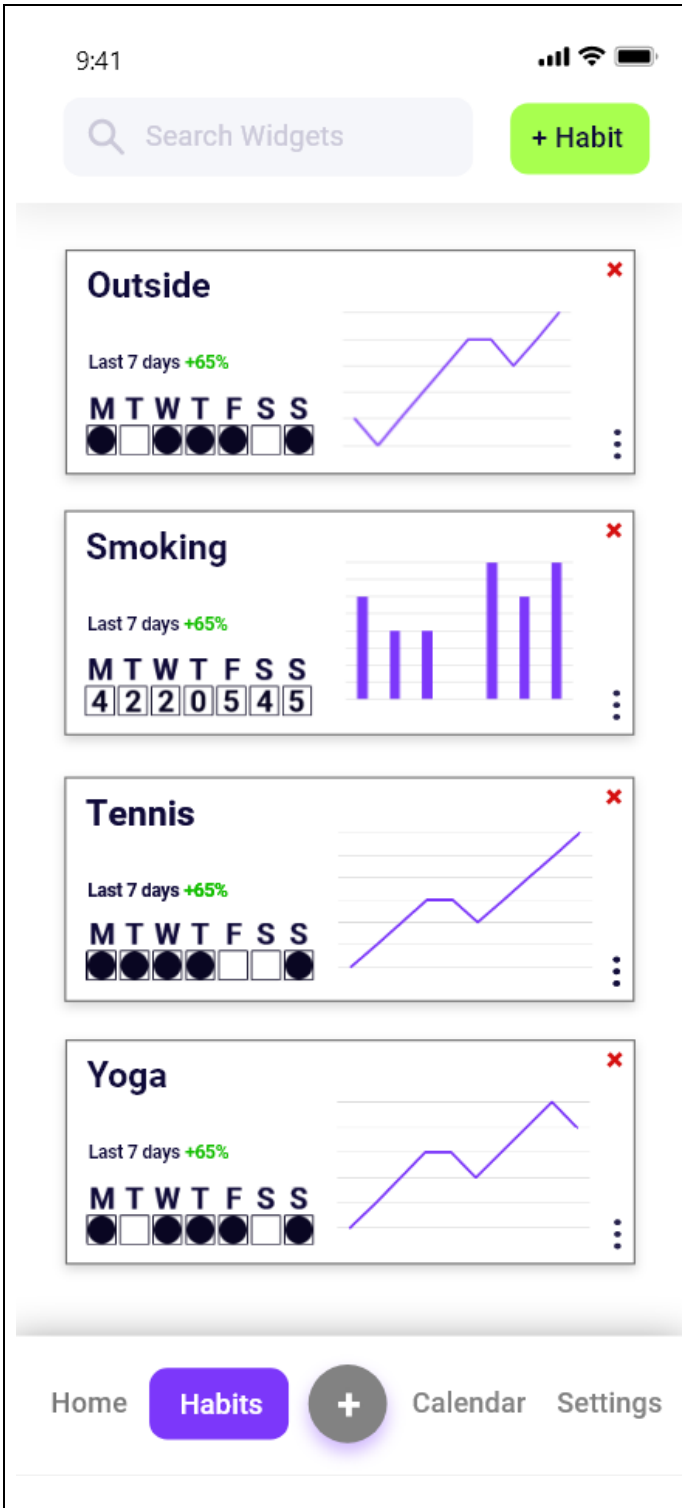 9:41
Search Widgets
+ Habit
Outside
Last 7 days +65%
M T W T F S S
Smoking
Last 7 days +65%
M T W T F S S
4 2 2 0 5 4 5
Tennis
Last 7 days +65%
M T W T F S S
Yoga
Last 7 days +65%
M T W T F S S
Home Habits + Calendar Settings